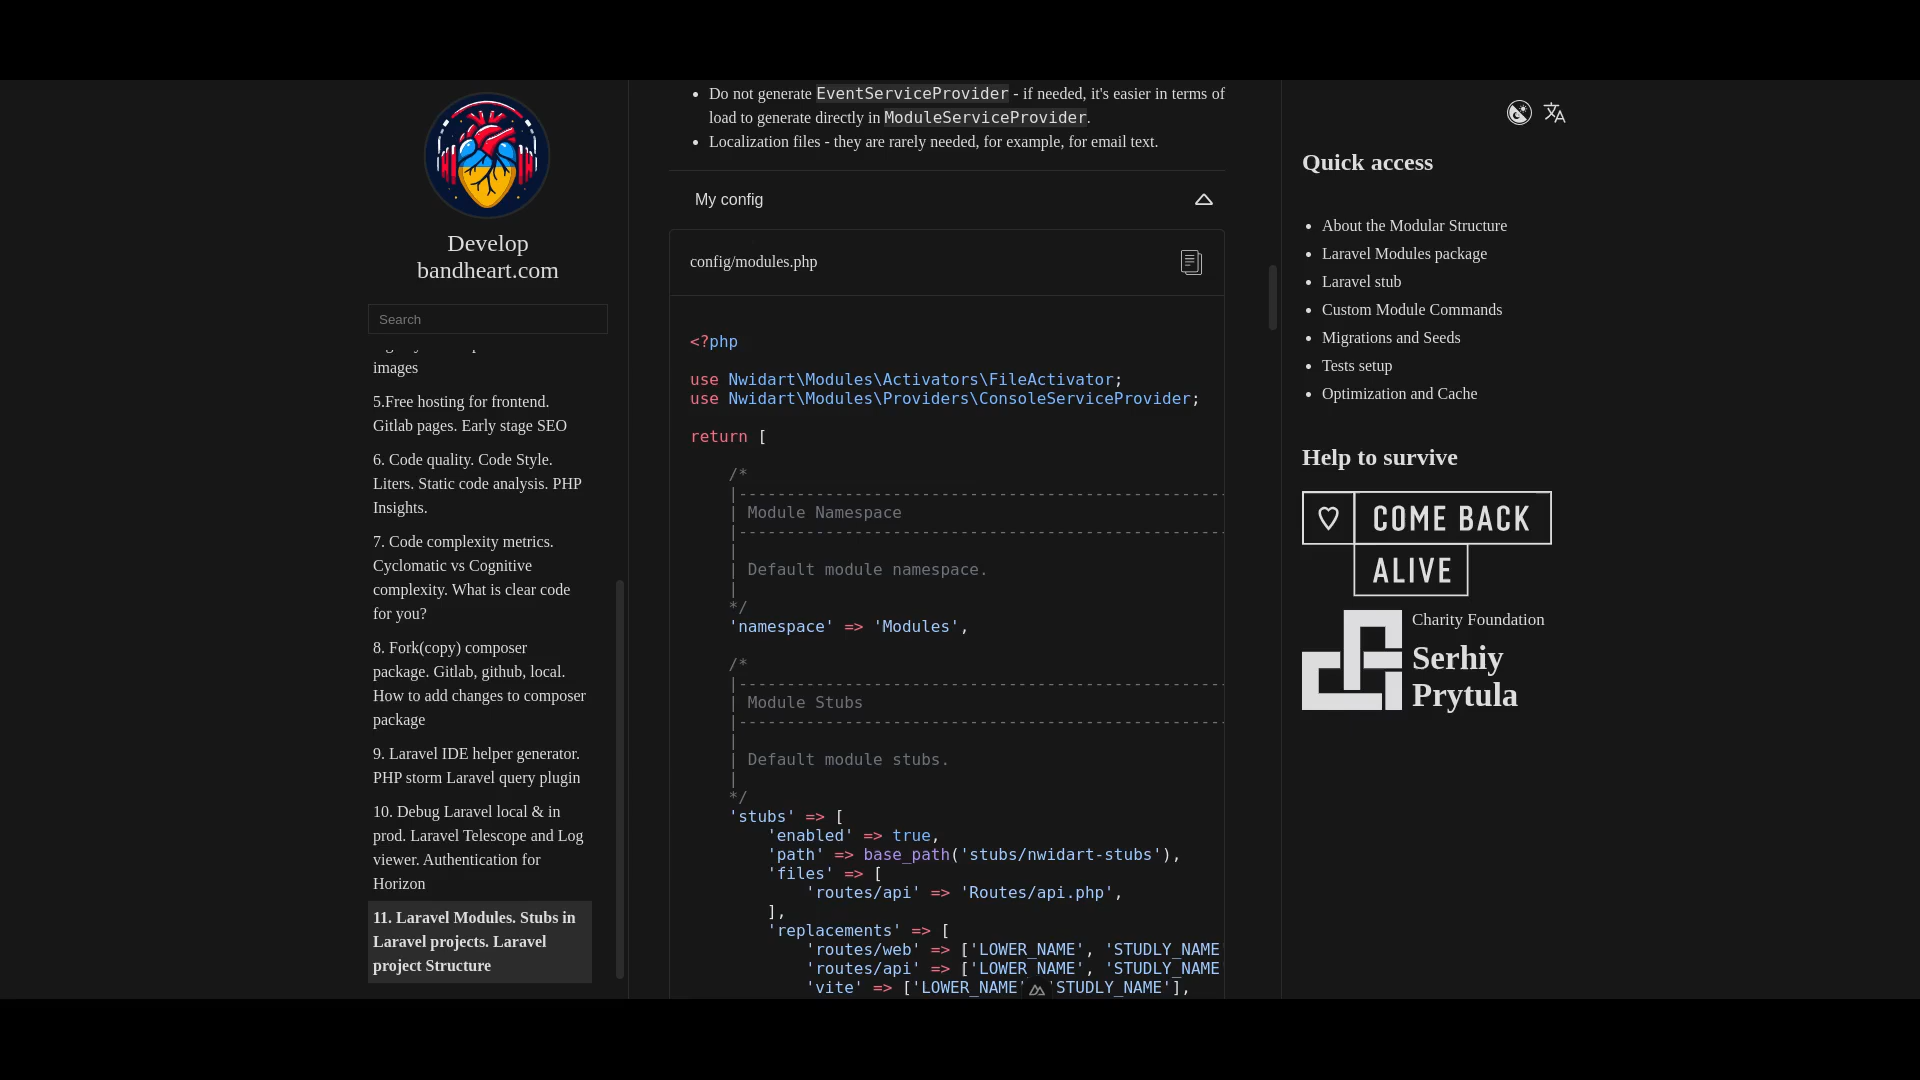 Develop
bandheart.com
Search
images
5.Free hosting for frontend.
Gitlab pages. Early stage SEO
6. Code quality. Code Style.
Liters. Static code analysis. PHP
Insights.
7. Code complexity metrics.
Cyclomatic vs Cognitive
complexity. What is clear code
for you?
8. Fork(copy) composer
package. Gitlab, github, local.
How to add changes to composer
package
9. Laravel IDE helper generator.
PHP storm Laravel query plugin
10. Debug Laravel local & in
prod. Laravel Telescope and Log
viewer. Authentication for
Horizon
11. Laravel Modules. Stubs in
Laravel projects. Laravel
project Structure
Do not generate EventServiceProvider - if needed, it's easier in terms of
load to generate directly in ModuleServiceProvider.
Localization files - they are rarely needed, for example, for email text.
My config
config/modules.php
<?php
use Nwidart\Modules\Activators\FileActivator;
use Nwidart\Modules\Providers\ConsoleServiceProvider;
return [
/*
|--------------------------------------------------
| Module Namespace
|--------------------------------------------------
|
| Default module namespace.
|
*/
'namespace' => 'Modules',
/*
|--------------------------------------------------
| Module Stubs
|--------------------------------------------------
|
| Default module stubs.
|
*/
'stubs' => [
'enabled' => true,
'path' => base_path('stubs/nwidart-stubs'),
'files' => [
'routes/api' => 'Routes/api.php',
],
'replacements' => [
'routes/web' => ['LOWER_NAME', 'STUDLY_NAME'
'routes/api' => ['LOWER_NAME', 'STUDLY_NAME'
'vite' => ['LOWER_NAME', 'STUDLY_NAME'],
Quick access
About the Modular Structure
Laravel Modules package
Laravel stub
Custom Module Commands
Migrations and Seeds
Tests setup
Optimization and Cache
Help to survive
COME BACK
ALIVE
Charity Foundation
Serhiy
Prytula